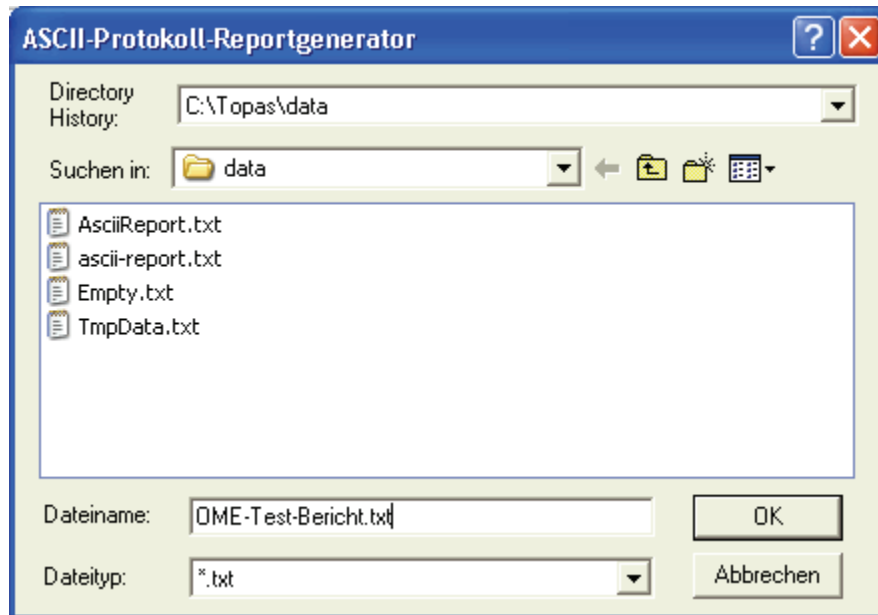 ASCII-Protokoll-Reportgenerator
Directory
History:
C:\Topas\data
Suchen in:
data
AsciiReport.txt
ascii-report.txt
Empty.txt
TmpData.txt
Dateiname:
OME-Test-Bericht.txt
OK
Dateityp:
*.txt
Abbrechen